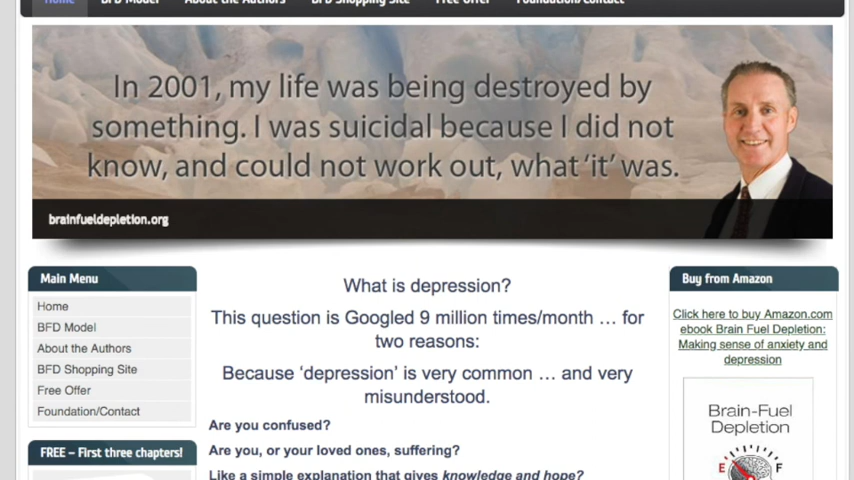 Home BFD Model About the Authors BFD Shopping Site Free Offer Foundation/Contact
In 2001, my life was being destroyed by
something. I was suicidal because I did not
know, and could not work out, what ‘it’ was.
brainfueldepletion.org
Main Menu
Home
BFD Model
About the Authors
BFD Shopping Site
Free Offer
Foundation/Contact
FREE – First three chapters!
What is depression?
This question is Googled 9 million times/month … for
two reasons:
Because ‘depression’ is very common … and very
misunderstood.
Are you confused?
Are you, or your loved ones, suffering?
Like a simple explanation that gives knowledge and hope?
Buy from Amazon
Click here to buy Amazon.com
ebook Brain Fuel Depletion:
Making sense of anxiety and
depression
Brain-Fuel
Depletion
E F